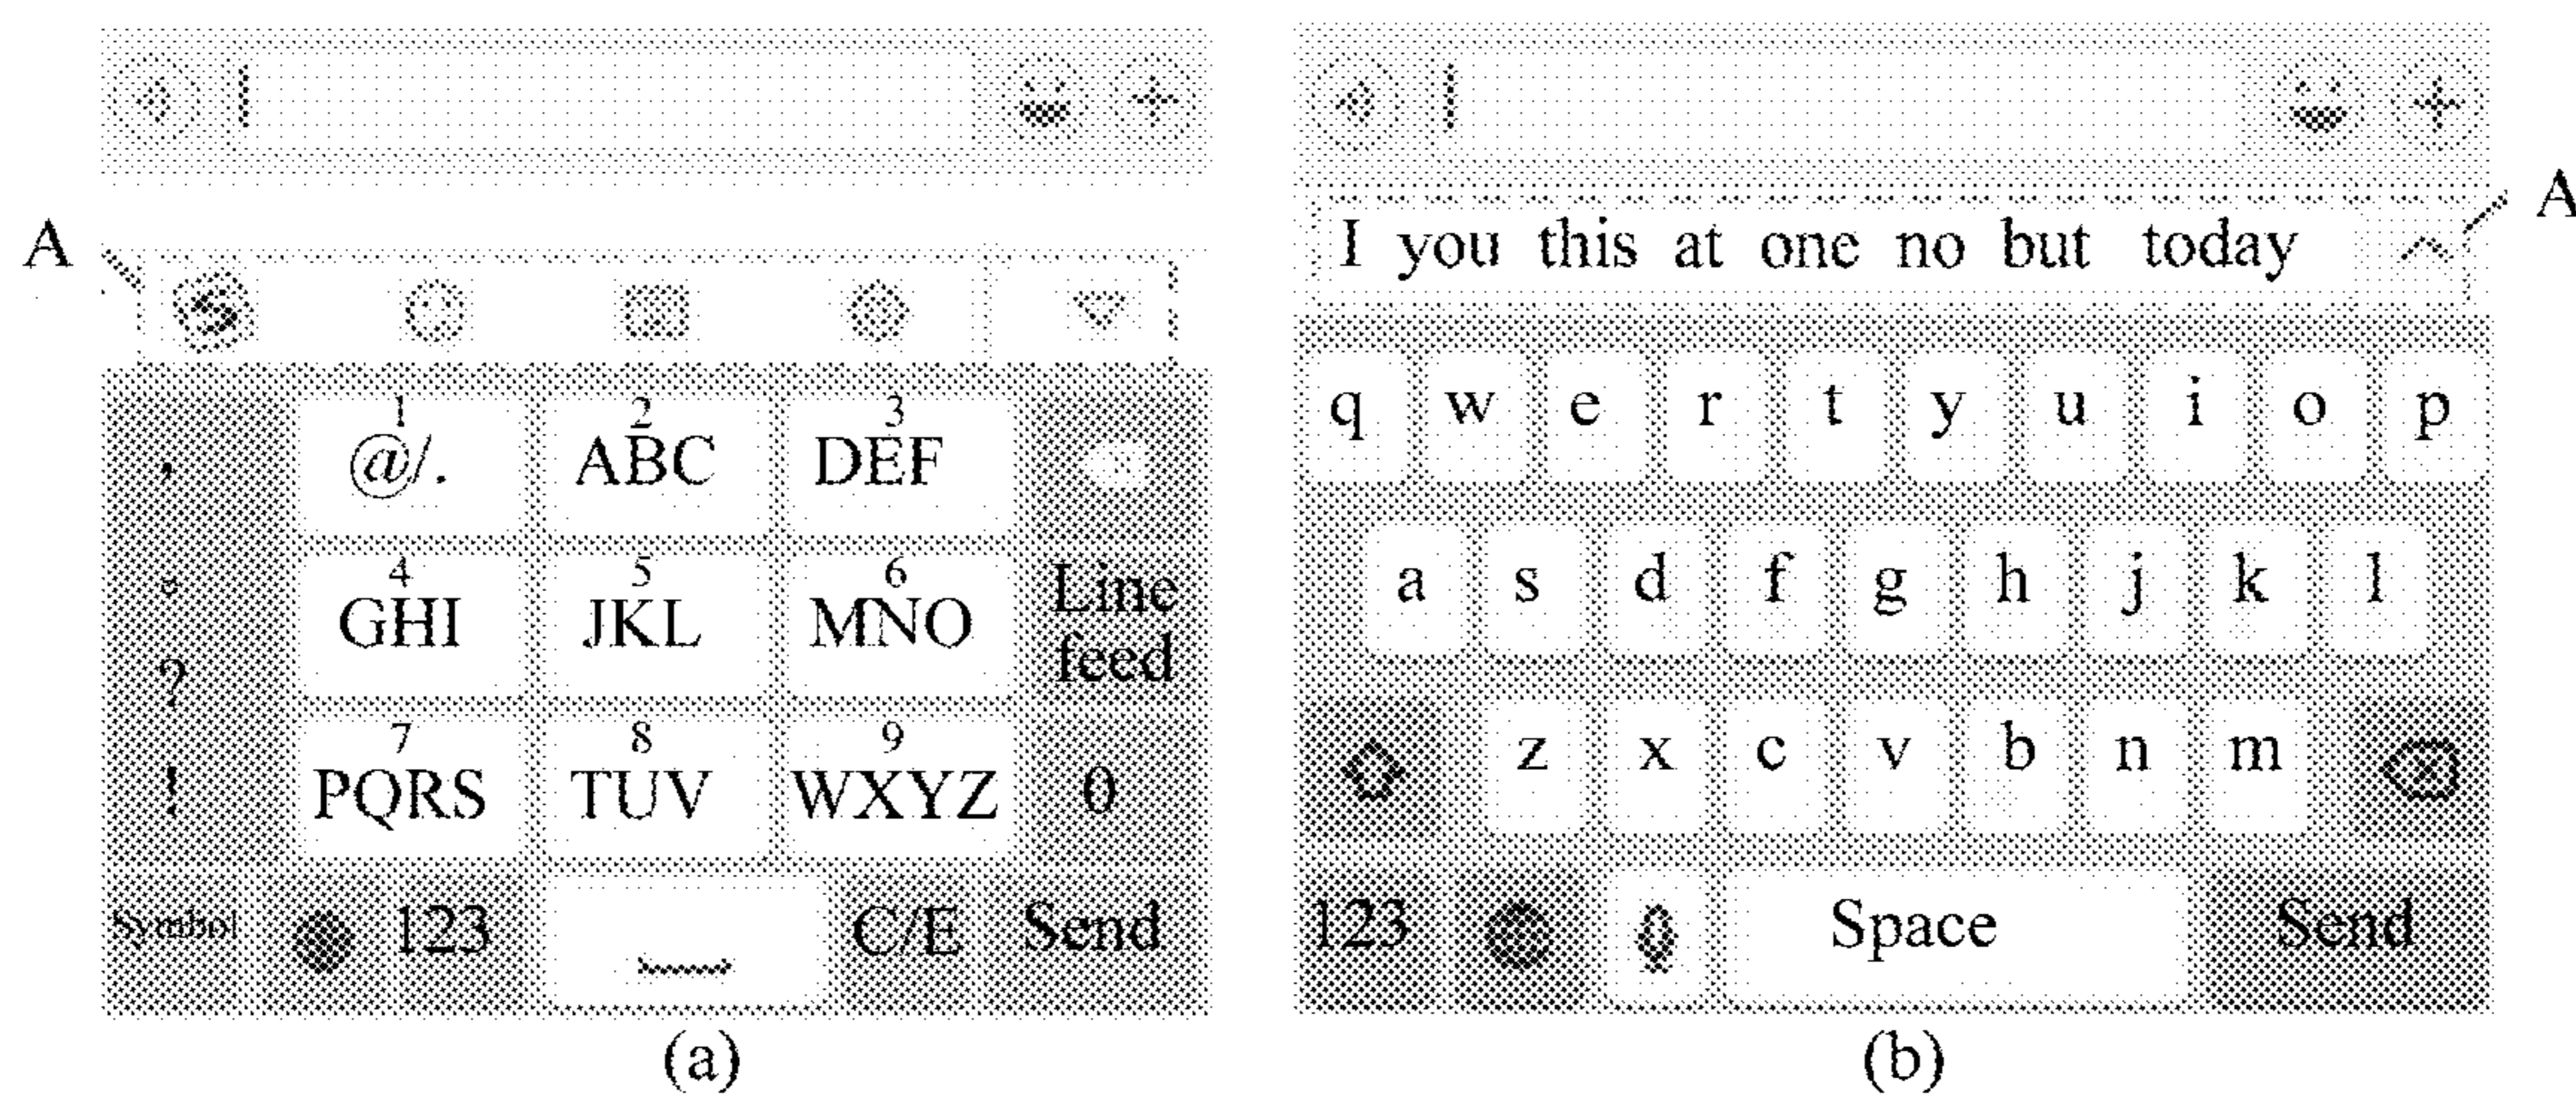 A
1 2 3
, @/. ABC DEF
4 5 6
。 GHI JKL MNO Line
feed
?
7 8 9
! PQRS TUV WXYZ 0
Symbol 123 C/E Send
(a)
A
I you this at one no but today
q w e r t y u i o p
a s d f g h j k l
z x c v b n m
123 Space Send
(b)